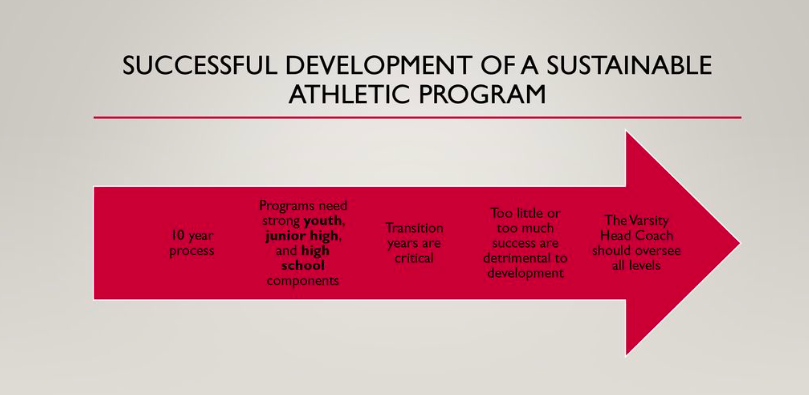 SUCCESSFUL DEVELOPMENT OF A SUSTAINABLE
ATHLETIC PROGRAM
10 year
process
Programs need
strong youth,
junior high,
and high
school
components
Transition
years are
critical
Too little or
too much
success are
detrimental to
development
The Varsity
Head Coach
should oversee
all levels